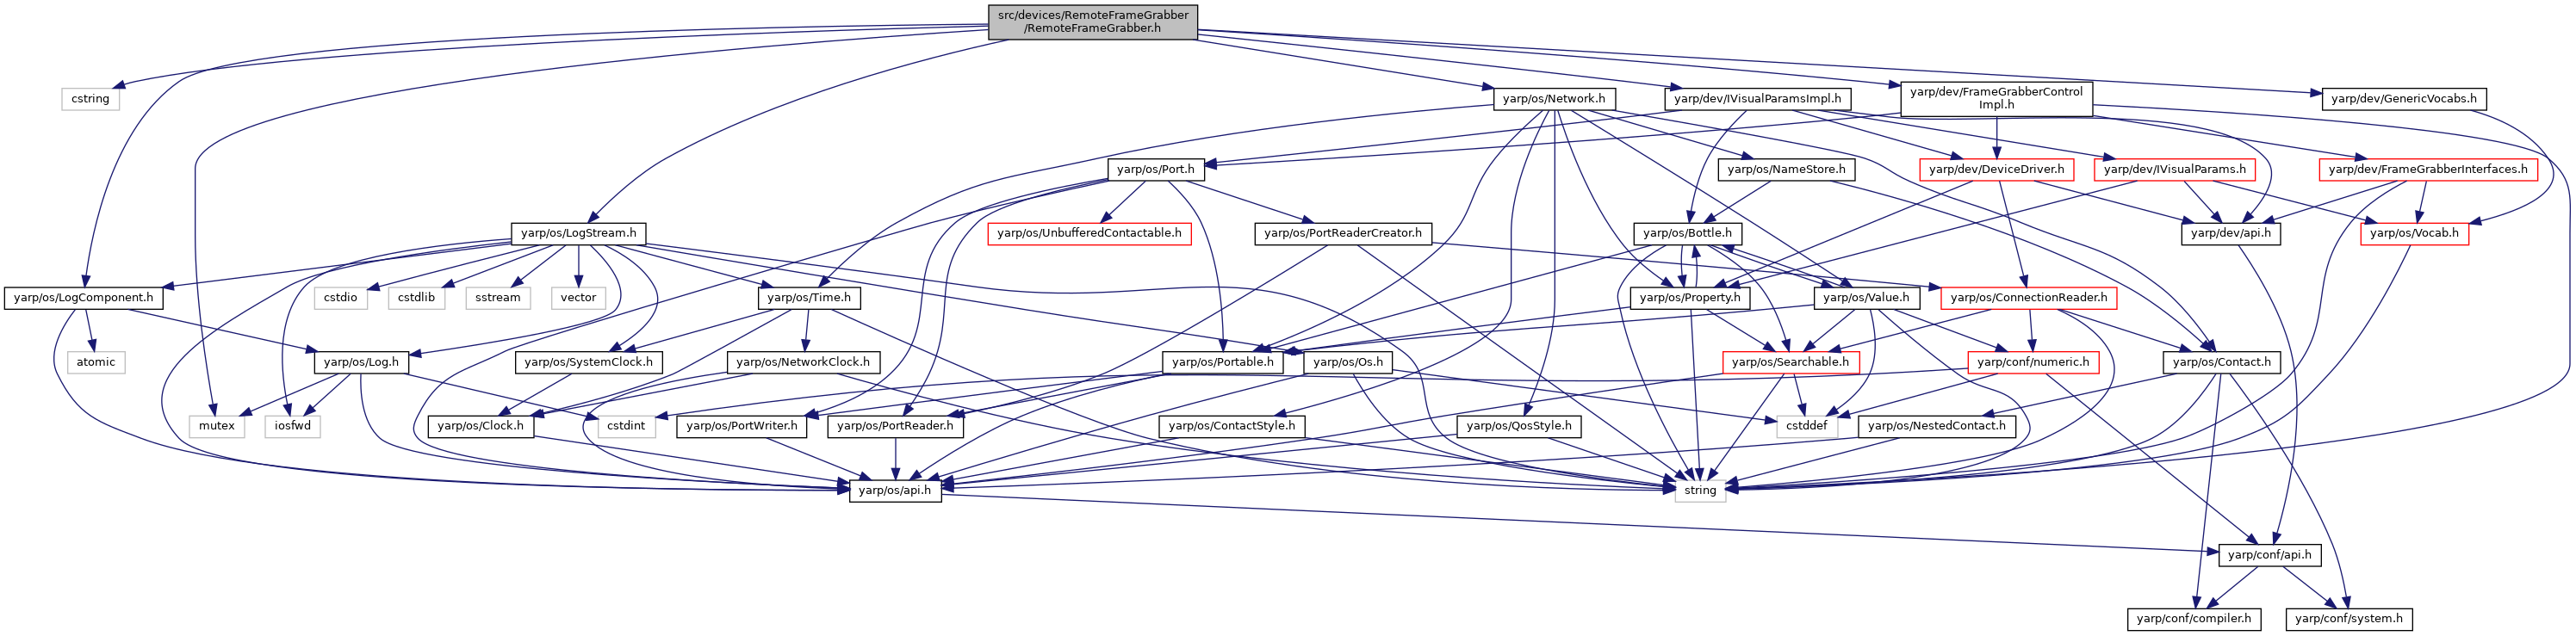 src/devices/RemoteFrameGrabber
/RemoteFrameGrabber.h
cstring
yarp/os/Network.h
yarp/dev/IVisualParamsImpl.h
yarp/dev/FrameGrabberControl
Impl.h
yarp/dev/GenericVocabs.h
yarp/os/Port.h
yarp/os/NameStore.h
yarp/dev/DeviceDriver.h
yarp/dev/IVisualParams.h
yarp/dev/FrameGrabberInterfaces.h
yarp/os/LogStream.h
yarp/os/UnbufferedContactable.h
yarp/os/PortReaderCreator.h
yarp/os/Bottle.h
yarp/dev/api.h
yarp/os/Vocab.h
yarp/os/LogComponent.h
cstdio
cstdlib
sstream
vector
yarp/os/Time.h
yarp/os/Property.h
yarp/os/Value.h
yarp/os/ConnectionReader.h
atomic
yarp/os/Log.h
yarp/os/SystemClock.h
yarp/os/NetworkClock.h
yarp/os/Portable.h
yarp/os/Os.h
yarp/os/Searchable.h
yarp/conf/numeric.h
yarp/os/Contact.h
mutex
iosfwd
yarp/os/Clock.h
cstdint
yarp/os/PortWriter.h
yarp/os/PortReader.h
yarp/os/ContactStyle.h
yarp/os/QosStyle.h
cstddef
yarp/os/NestedContact.h
yarp/os/api.h
string
yarp/conf/api.h
yarp/conf/compiler.h
yarp/conf/system.h